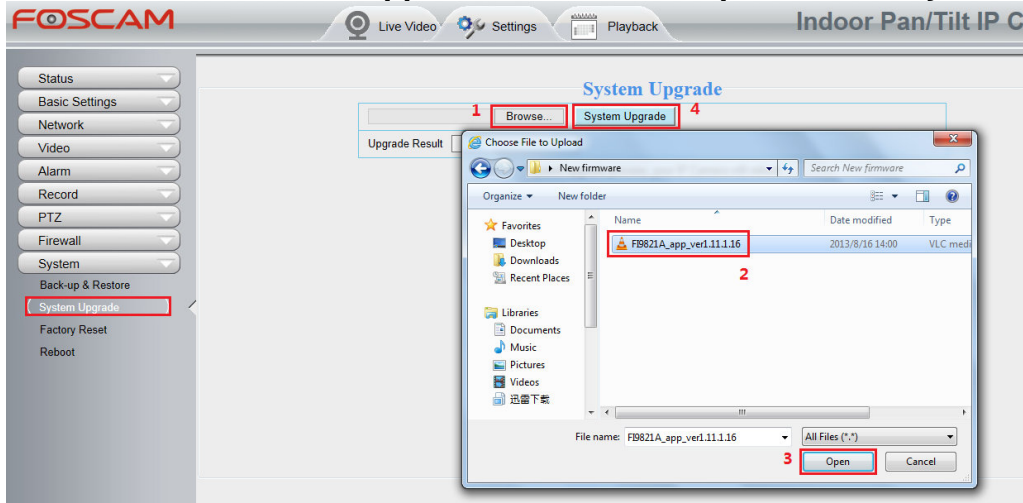 FOSCAM
Live Video
Settings
Playback
Indoor Pan/Tilt IP C
Status
Basic Settings
Network
Video
Alarm
Record
PTZ
Firewall
System
Back-up & Restore
System Upgrade
Factory Reset
Reboot
System Upgrade
1
Browse...
System Upgrade
4
Upgrade Result
Choose File to Upload
New firmware
Search New firmware
Organize
New folder
Favorites
Desktop
Downloads
Recent Places
Libraries
Documents
Music
Pictures
Videos
迅雷下载
Name
Date modified
Type
FI9821A_app_ver1.11.1.16
2013/8/16 14:00
VLC medi
2
File name:
FI9821A_app_ver1.11.1.16
All Files (*.*)
3
Open
Cancel